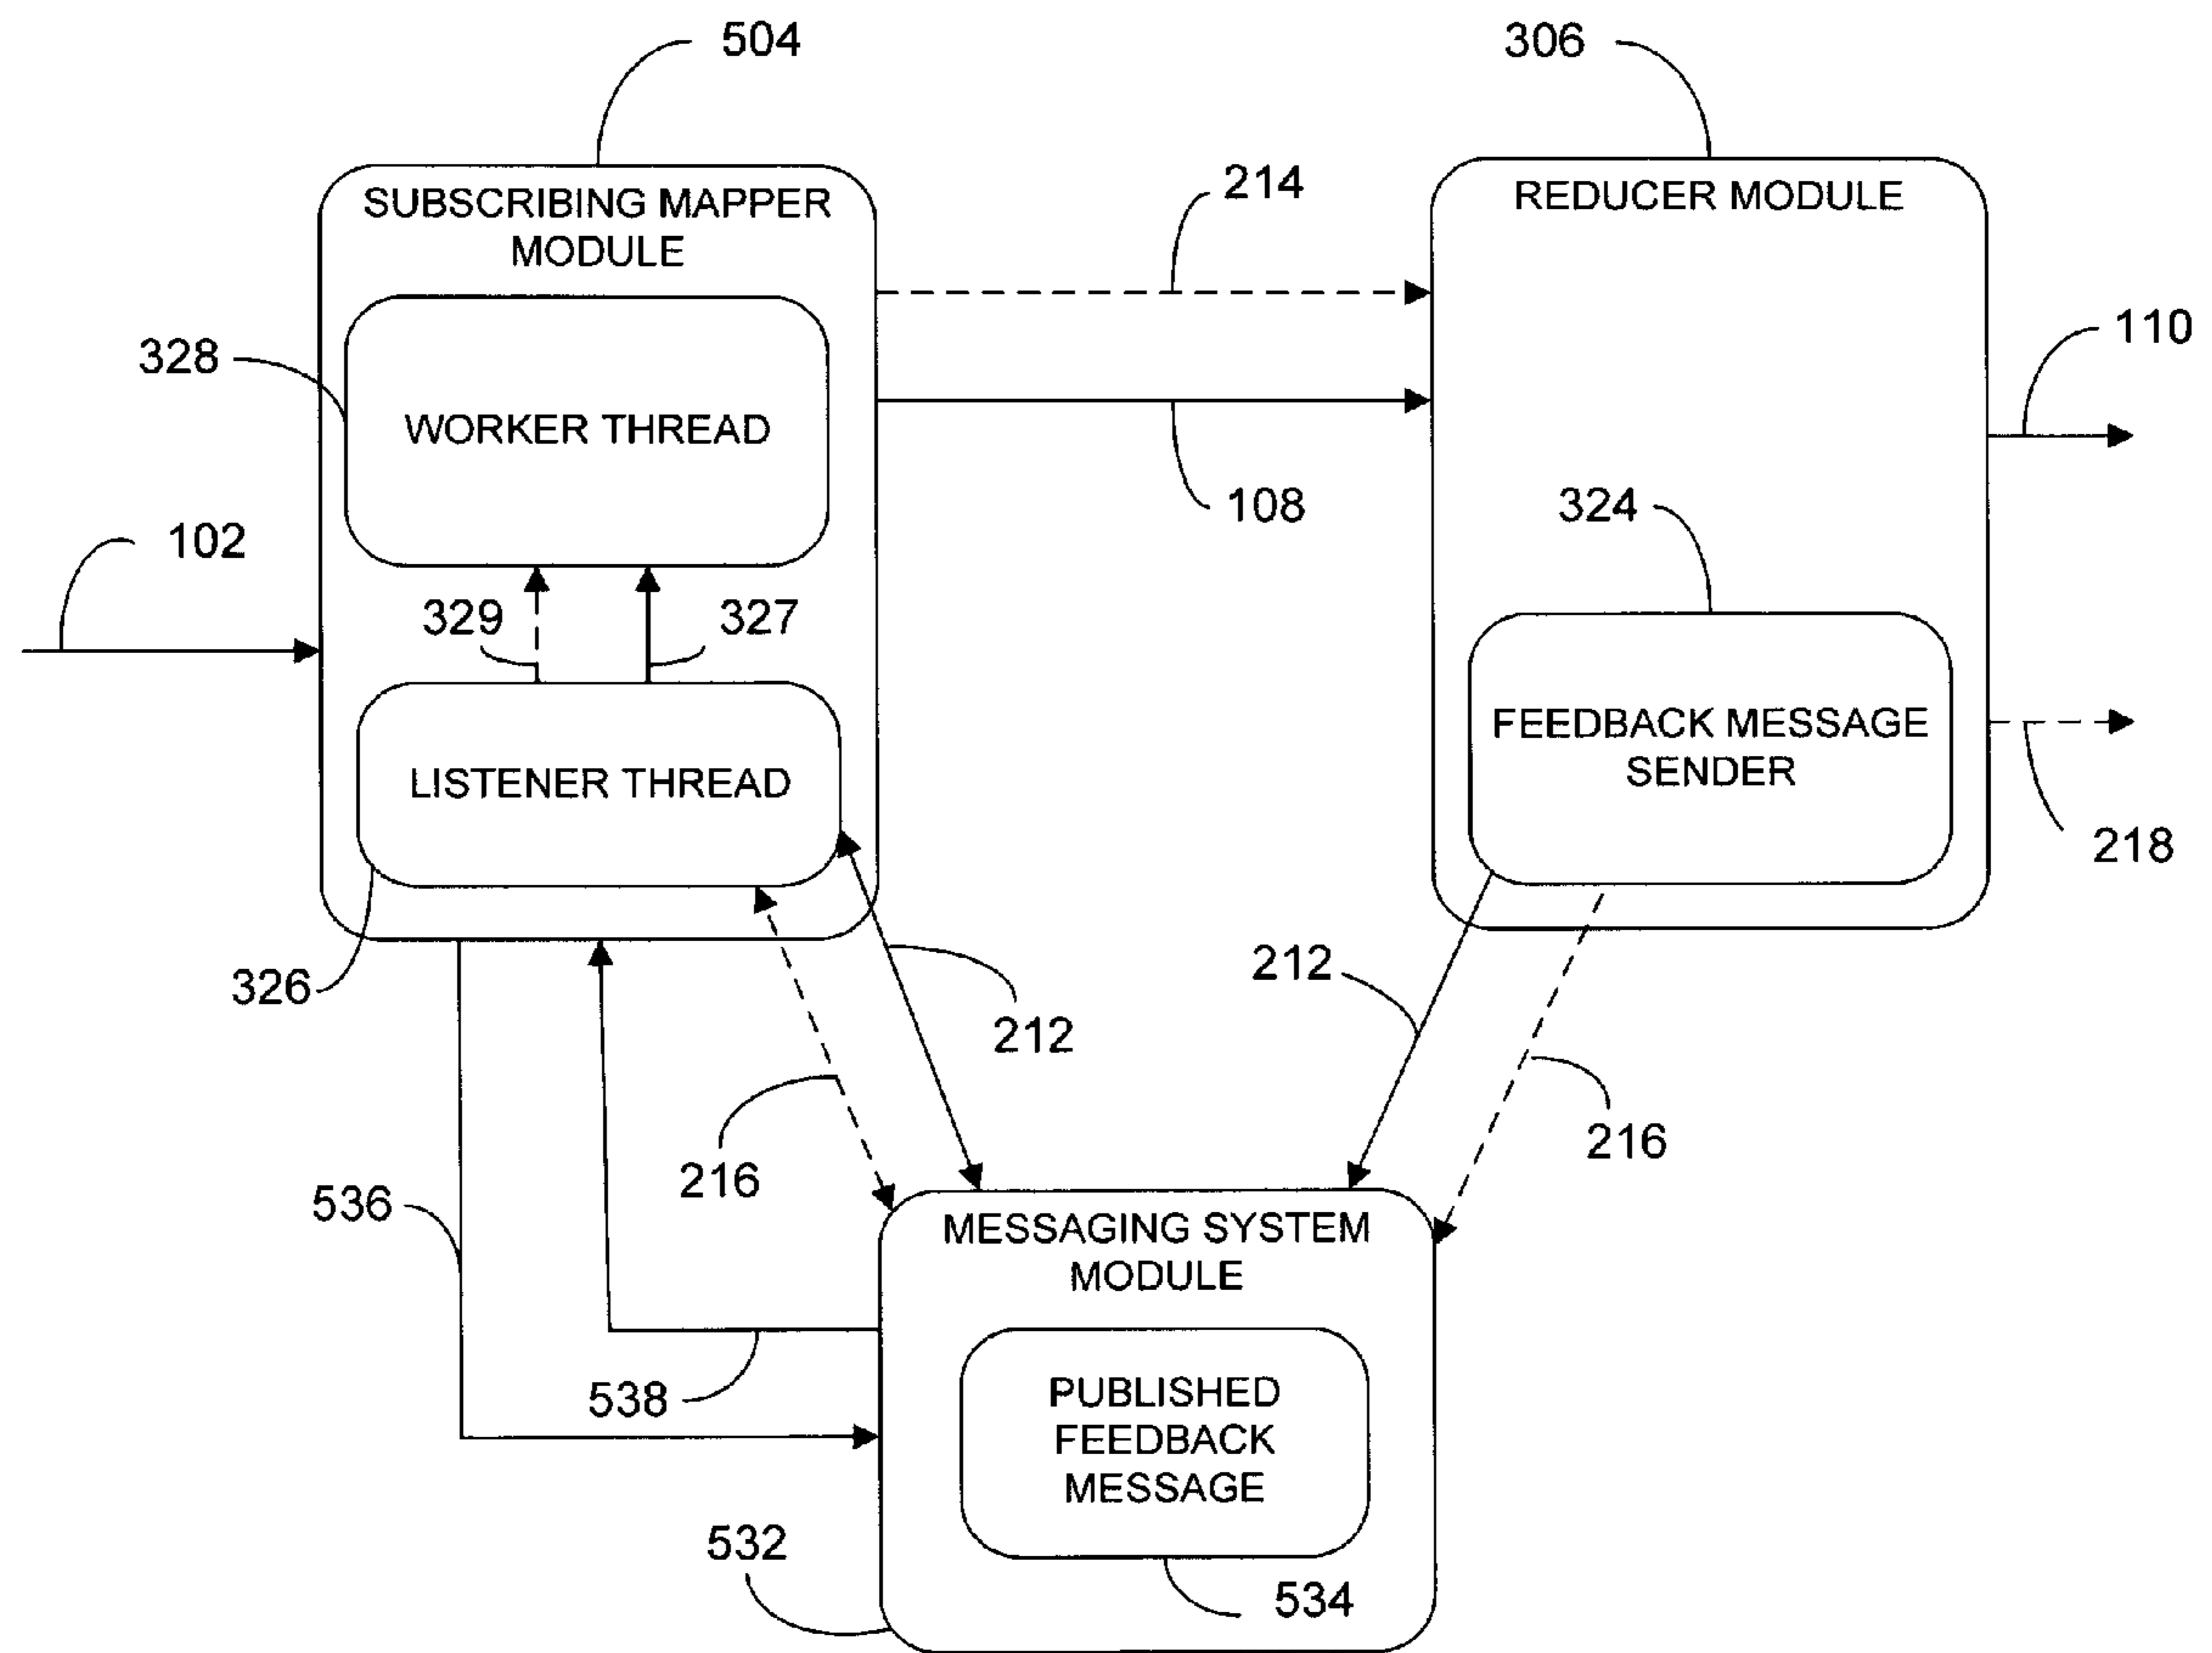 504
306
SUBSCRIBING MAPPER
MODULE
214
REDUCER MODULE
110
328
WORKER THREAD
108
324
102
329
327
FEEDBACK MESSAGE
SENDER
LISTENER THREAD
218
326
212
212
216
216
536
MESSAGING SYSTEM
MODULE
538
PUBLISHED
FEEDBACK
MESSAGE
532
534